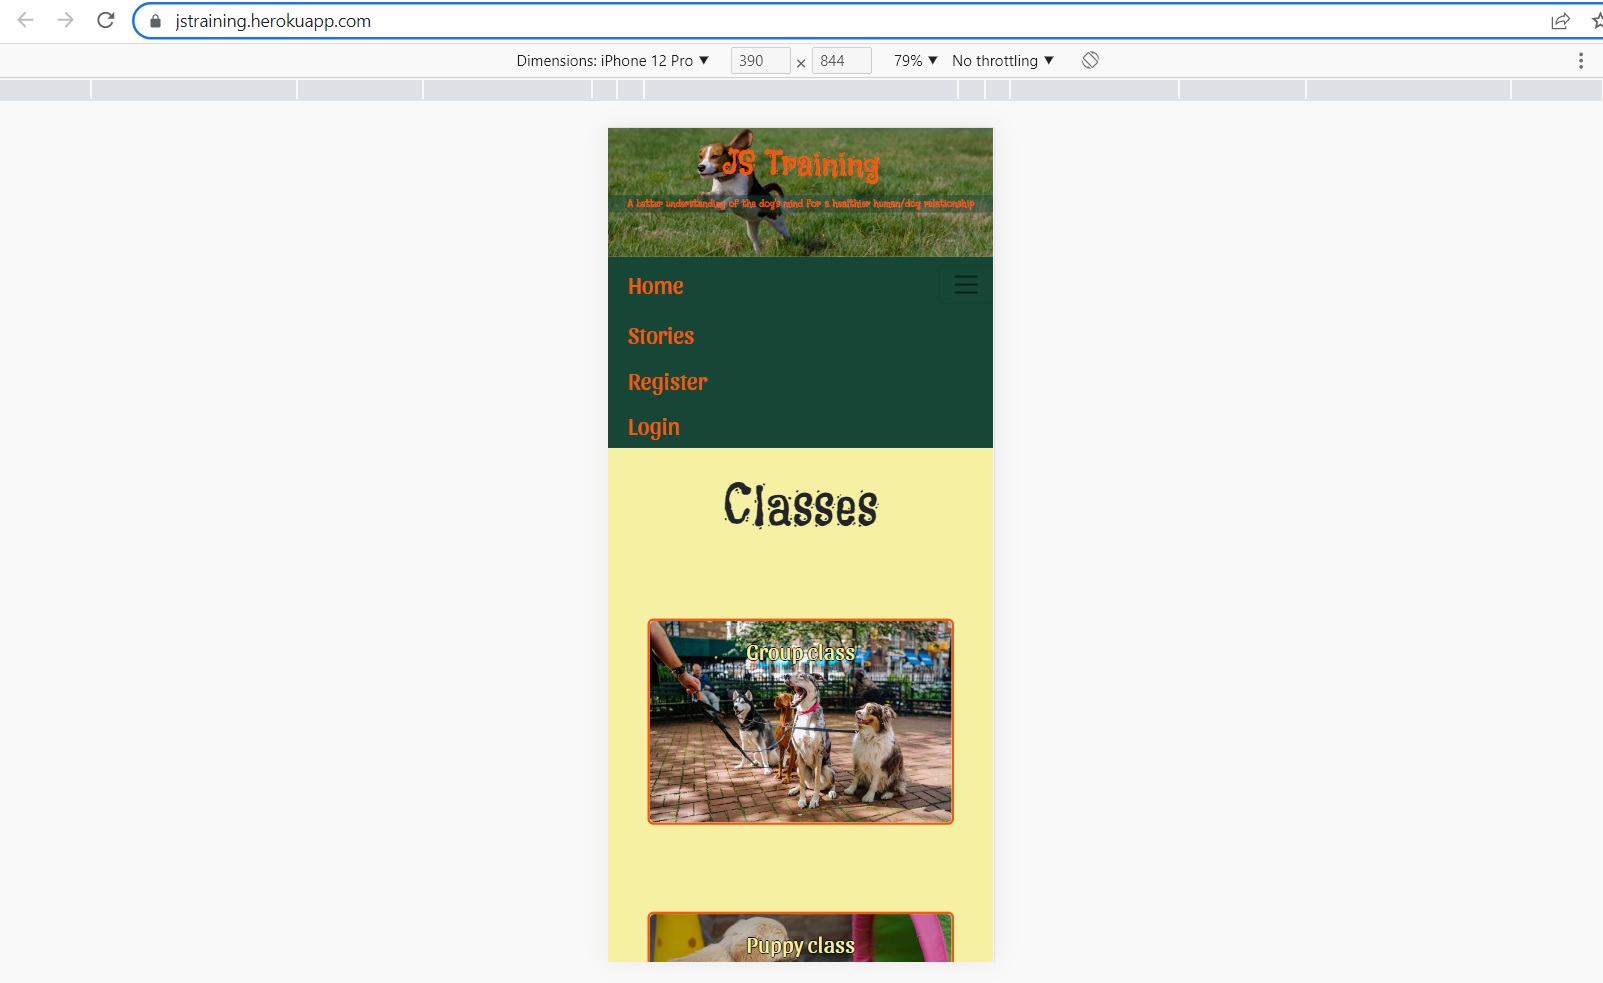 jstraining.herokuapp.com
Dimensions: iPhone 12 Pro ▼ 390 × 844 79% ▼ No throttling ▼
JS Training
A better understanding of the dog's mind for a healthier human/dog relationship
Home
Stories
Register
Login
Classes
Group class
Puppy class